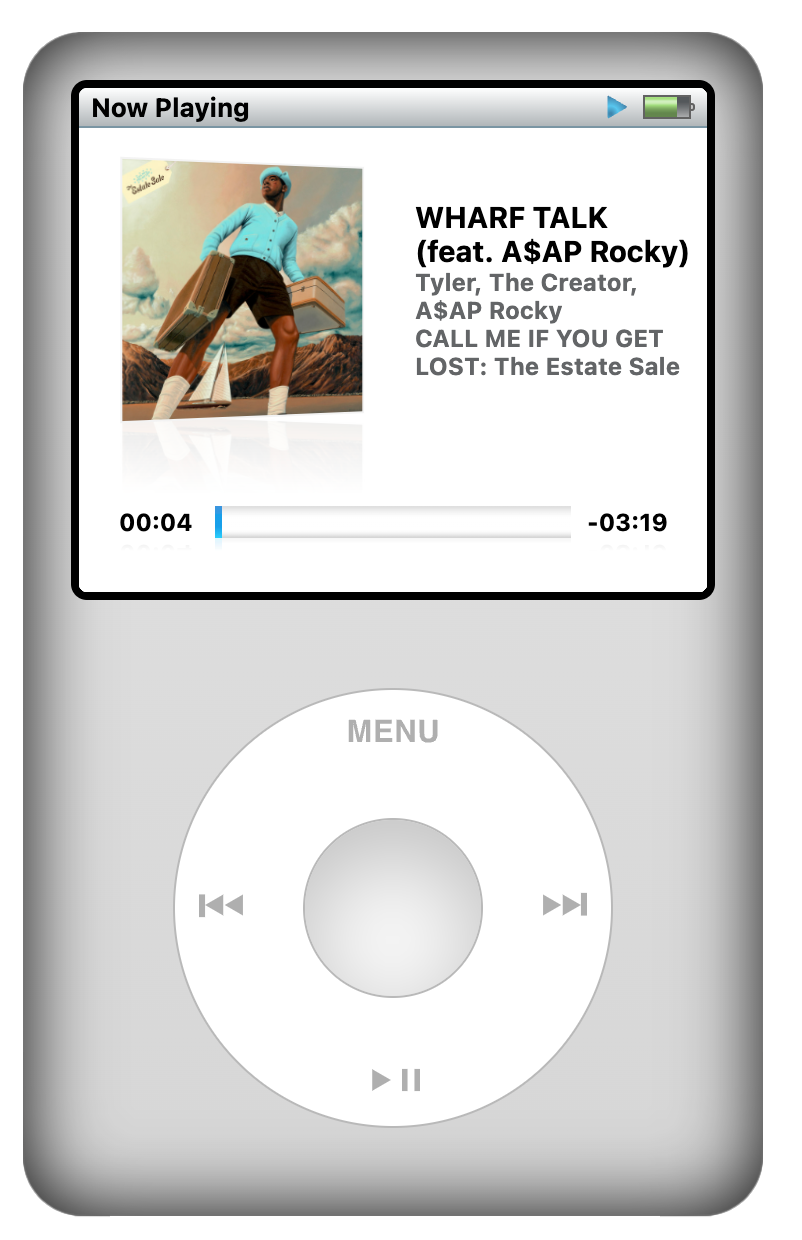 Now Playing
Estate Sale
WHARF TALK
(feat. A$AP Rocky)
Tyler, The Creator,
A$AP Rocky
CALL ME IF YOU GET
LOST: The Estate Sale
00:04
-03:19
MENU